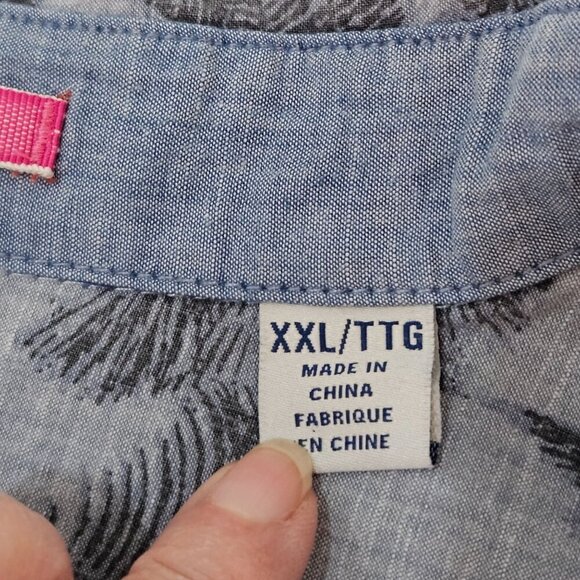 XXL/TTG
MADE IN
CHINA
FABRIQUE
EN CHINE